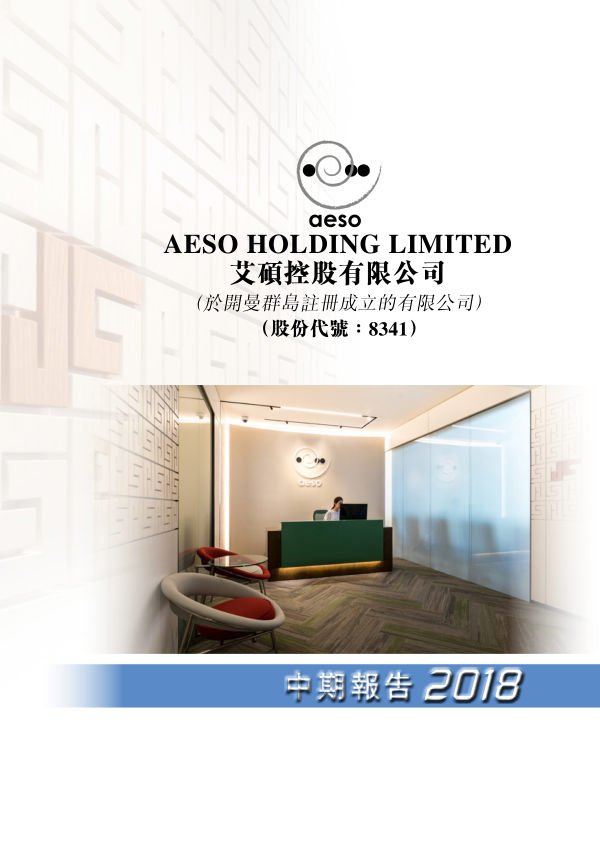 aeso
AESO HOLDING LIMITED
艾碩控股有限公司
（於開曼群島註冊成立的有限公司）
（股份代號：8341）
aeso
中期報告 2018